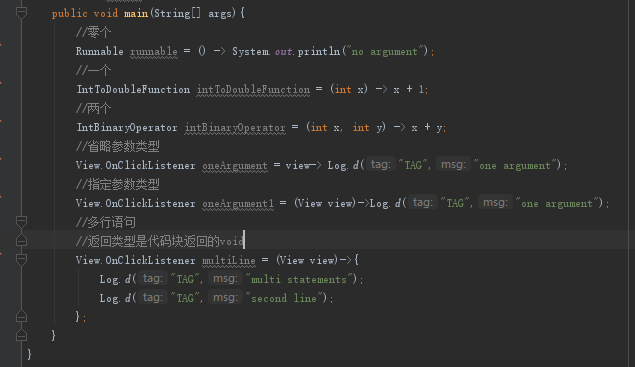 public void main(String[] args){
//零个
Runnable runnable = () -> System.out.println("no argument");
//一个
IntToDoubleFunction intToDoubleFunction = (int x) -> x + 1;
//两个
IntBinaryOperator intBinaryOperator = (int x, int y) -> x + y;
//省略参数类型
View.OnClickListener oneArgument = view-> Log.d( tag: "TAG", msg: "one argument");
//指定参数类型
View.OnClickListener oneArgument1 = (View view)->Log.d( tag: "TAG", msg: "one argument");
//多行语句
//返回类型是代码块返回的void
View.OnClickListener multiLine = (View view)->{
Log.d( tag: "TAG", msg: "multi statements");
Log.d( tag: "TAG", msg: "second line");
};
}
}